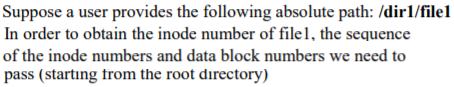 Suppose a user provides the following absolute path: /dir1/file1
In order to obtain the inode number of file1, the sequence
of the inode numbers and data block numbers we need to
pass (starting from the root directory)